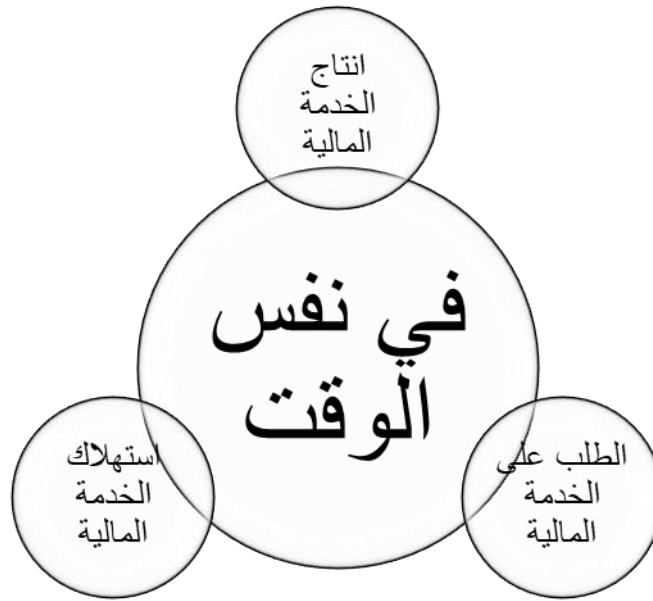 انتاج
الخدمة
المالية
في نفس
الوقت
الطلب على
الخدمة
المالية
استهلاك
الخدمة
المالية